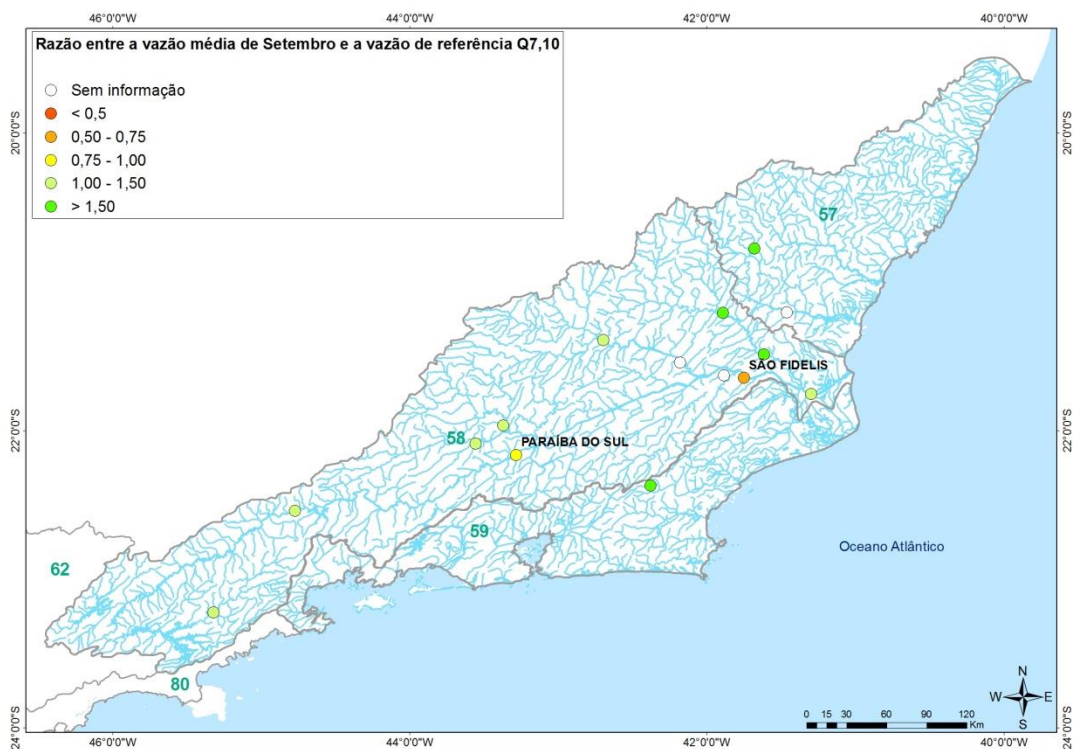 46°0'0"W
44°0'0"W
42°0'0"W
40°0'0"W
Razão entre a vazão média de Setembro e a vazão de referência Q7,10
Sem informação
< 0,5
0,50 - 0,75
0,75 - 1,00
1,00 - 1,50
> 1,50
20°0'0"S
20°0'0"S
57
SÃO FIDELIS
58
PARAÍBA DO SUL
22°0'0"S
22°0'0"S
59
Oceano Atlântico
62
80
N
W E
S
0 15 30 60 90 120
Km
24°0'0"S
24°0'0"S
46°0'0"W
44°0'0"W
42°0'0"W
40°0'0"W